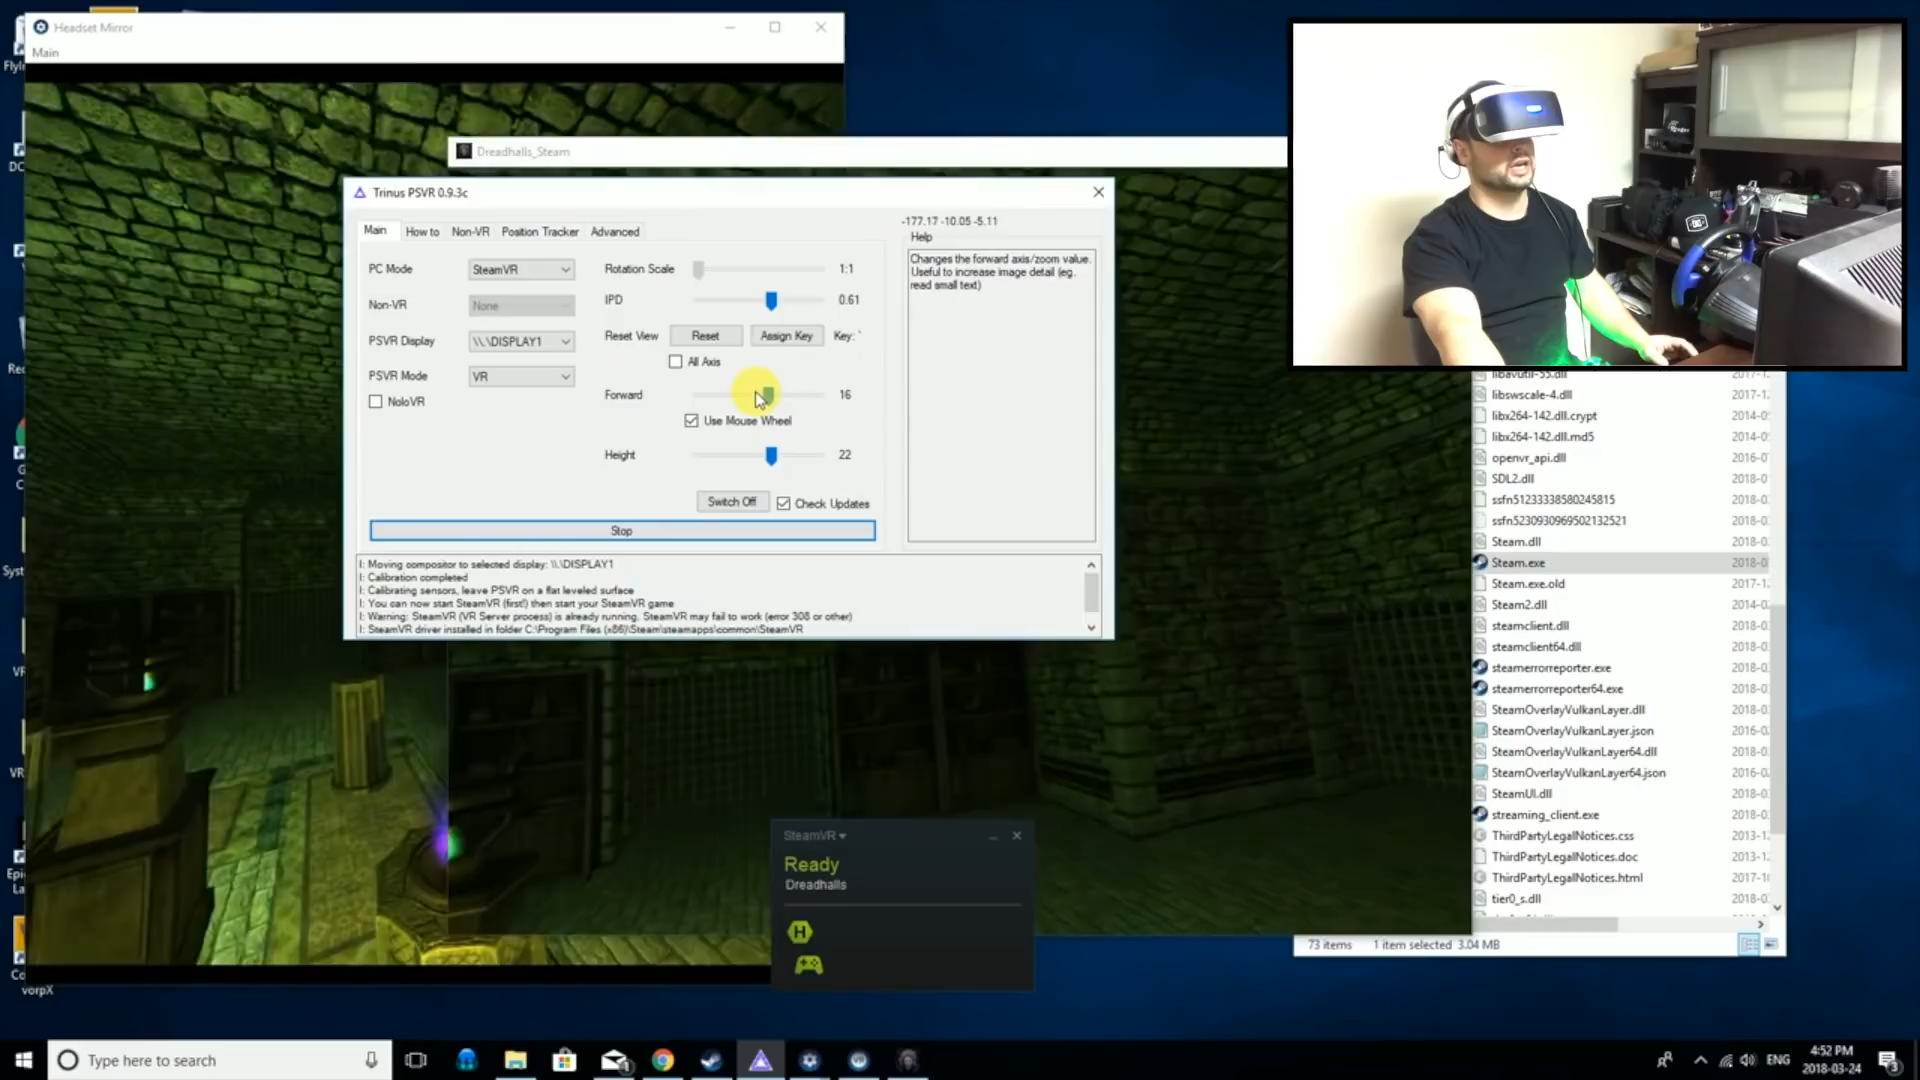 Headset Mirror
Main
Dreadhalls_Steam
Trinus PSVR 0.9.3c
Main
How to
Non-VR
Position Tracker
Advanced
-177.17 -10.05 -5.11
Help
Changes the forward axis/zoom value.
Useful to increase image detail (eg.
read small text)
PC Mode
SteamVR
Rotation Scale
1:1
Non-VR
None
IPD
0.61
PSVR Display
\\.\DISPLAY1
Reset View
Reset
Assign Key
Key: `
All Axis
PSVR Mode
VR
NoloVR
Forward
16
Use Mouse Wheel
Height
22
Switch Off
Check Updates
Stop
I: Moving compositor to selected display: \\.\DISPLAY1
I: Calibration completed
I: Calibrating sensors, leave PSVR on a flat leveled surface
I: You can now start SteamVR (first!) then start your SteamVR game
I: Warning: SteamVR (VR Server process) is already running. SteamVR may fail to work (error 308 or other)
I: SteamVR driver installed in folder C:\Program Files (x86)\Steam\steamapps\common\SteamVR
SteamVR
Ready
Dreadhalls
H
libavutil-55.dll
libswscale-4.dll
libx264-142.dll.crypt
libx264-142.dll.md5
openvr_api.dll
SDL2.dll
ssfn51233338580245815
ssfn5230930969502132521
Steam.dll
Steam.exe
Steam.exe.old
Steam2.dll
steamclient.dll
steamclient64.dll
steamerrorreporter.exe
steamerrorreporter64.exe
SteamOverlayVulkanLayer.dll
SteamOverlayVulkanLayer.json
SteamOverlayVulkanLayer64.dll
SteamOverlayVulkanLayer64.json
SteamUI.dll
streaming_client.exe
ThirdPartyLegalNotices.css
ThirdPartyLegalNotices.doc
ThirdPartyLegalNotices.html
tier0_s.dll
73 items
1 item selected 3.04 MB
vorpX
Type here to search
ENG
4:52 PM
2018-03-24
3